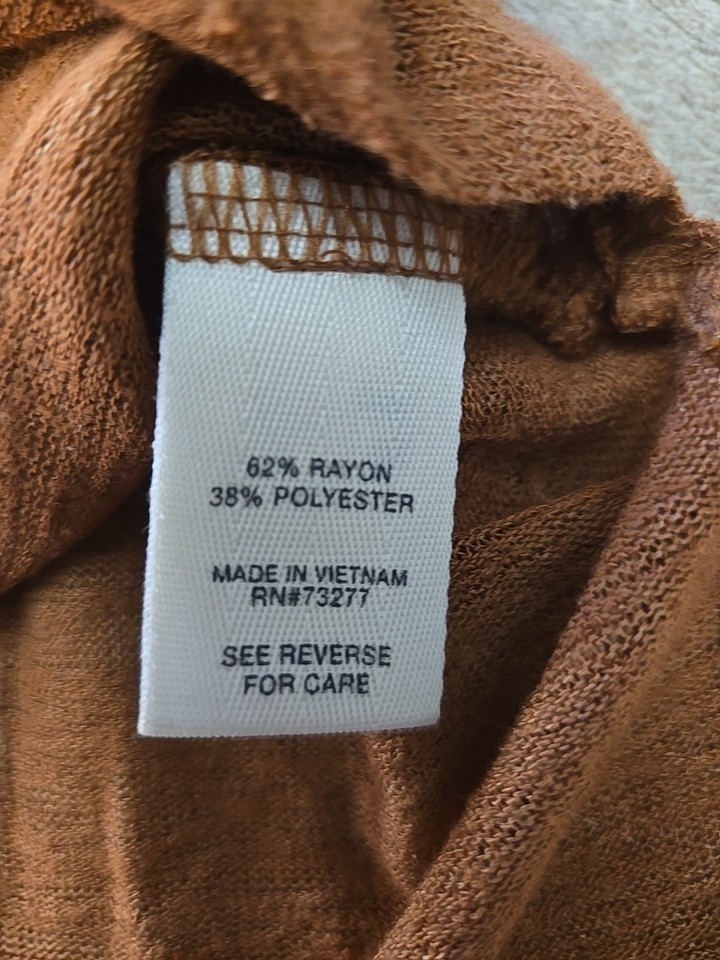 62% RAYON
38% POLYESTER
MADE IN VIETNAM
RN#73277
SEE REVERSE
FOR CARE